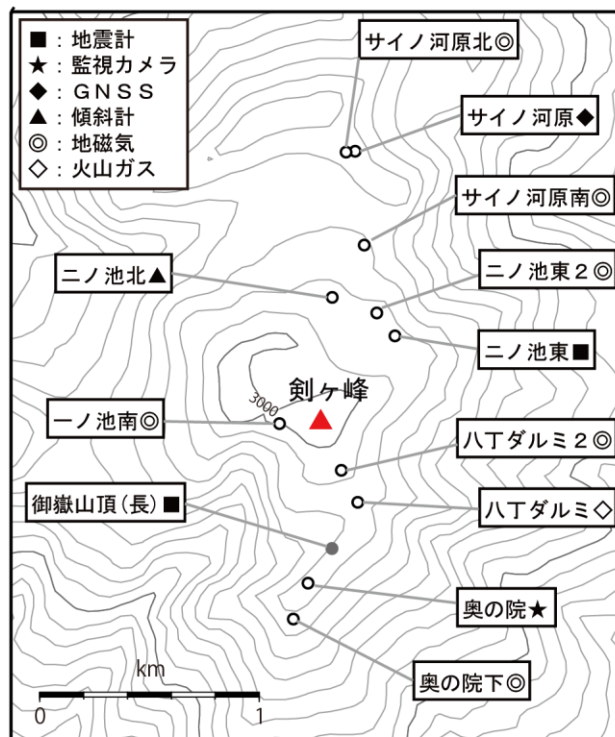 ■：地震計
★：監視カメラ
◆：ＧＮＳＳ
▲：傾斜計
◎：地磁気
◇：火山ガス
サイノ河原北◎
サイノ河原◆
サイノ河原南◎
二ノ池北▲
二ノ池東２◎
二ノ池東■
剣ヶ峰
3000
一ノ池南◎
八丁ダルミ２◎
御嶽山頂(長)■
八丁ダルミ◇
奥の院★
奥の院下◎
km
0 1